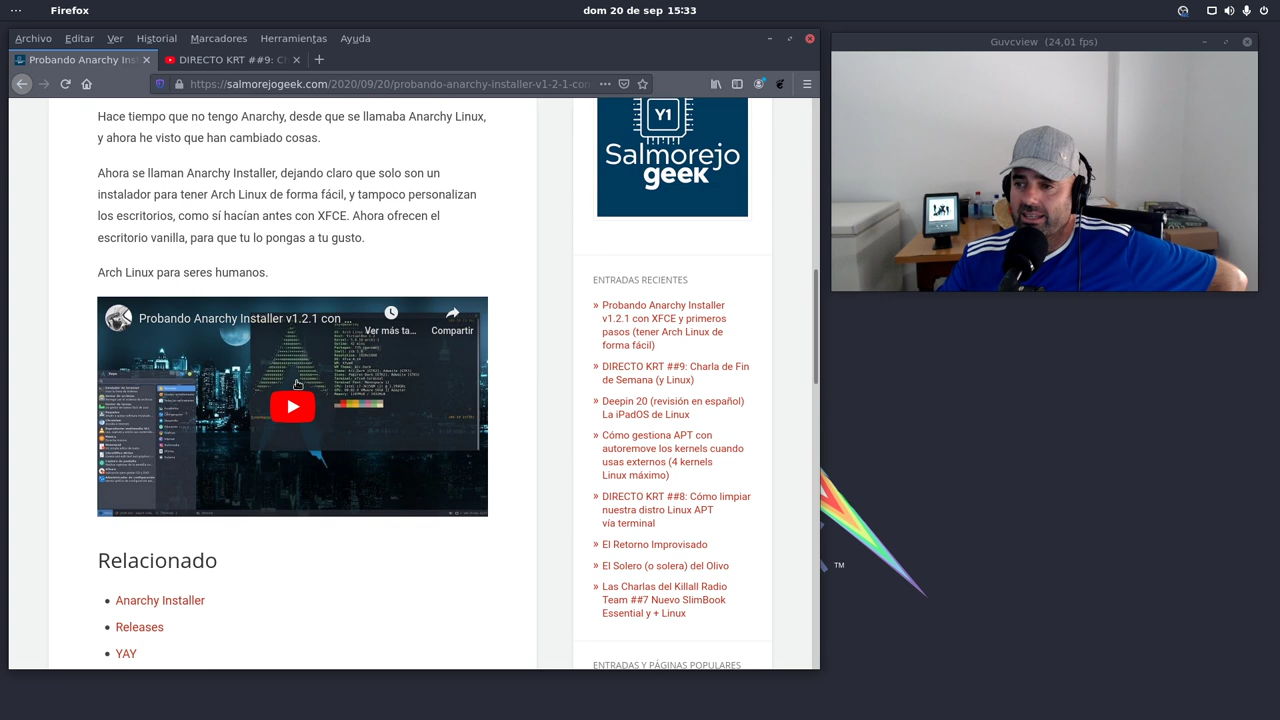 Firefox
dom 20 de sep 15:33
Archivo Editar Ver Historial Marcadores Herramientas Ayuda
Probando Anarchy Ins
DIRECTO KRT ##9: Ch
https://salmorejogeek.com/2020/09/20/probando-anarchy-installer-v1-2-1-con
Guvcview (24,01 fps)
Hace tiempo que no tengo Anarchy, desde que se llamaba Anarchy Linux,
y ahora he visto que han cambiado cosas.
Ahora se llaman Anarchy Installer, dejando claro que solo son un
instalador para tener Arch Linux de forma fácil, y tampoco personalizan
los escritorios, como sí hacían antes con XFCE. Ahora ofrecen el
escritorio vanilla, para que tu lo pongas a tu gusto.
Arch Linux para seres humanos.
Probando Anarchy Installer v1.2.1 con ...
Ver más ta...
Compartir
Relacionado
Anarchy Installer
Releases
YAY
Y1
Salmorejo
geek
ENTRADAS RECIENTES
» Probando Anarchy Installer
v1.2.1 con XFCE y primeros
pasos (tener Arch Linux de
forma fácil)
» DIRECTO KRT ##9: Charla de Fin
de Semana (y Linux)
» Deepin 20 (revisión en español)
La iPadOS de Linux
» Cómo gestiona APT con
autoremove los kernels cuando
usas externos (4 kernels
Linux máximo)
» DIRECTO KRT ##8: Cómo limpiar
nuestra distro Linux APT
vía terminal
» El Retorno Improvisado
» El Solero (o solera) del Olivo
» Las Charlas del Killall Radio
Team ##7 Nuevo SlimBook
Essential y + Linux
ENTRADAS Y PÁGINAS POPULARES
TM